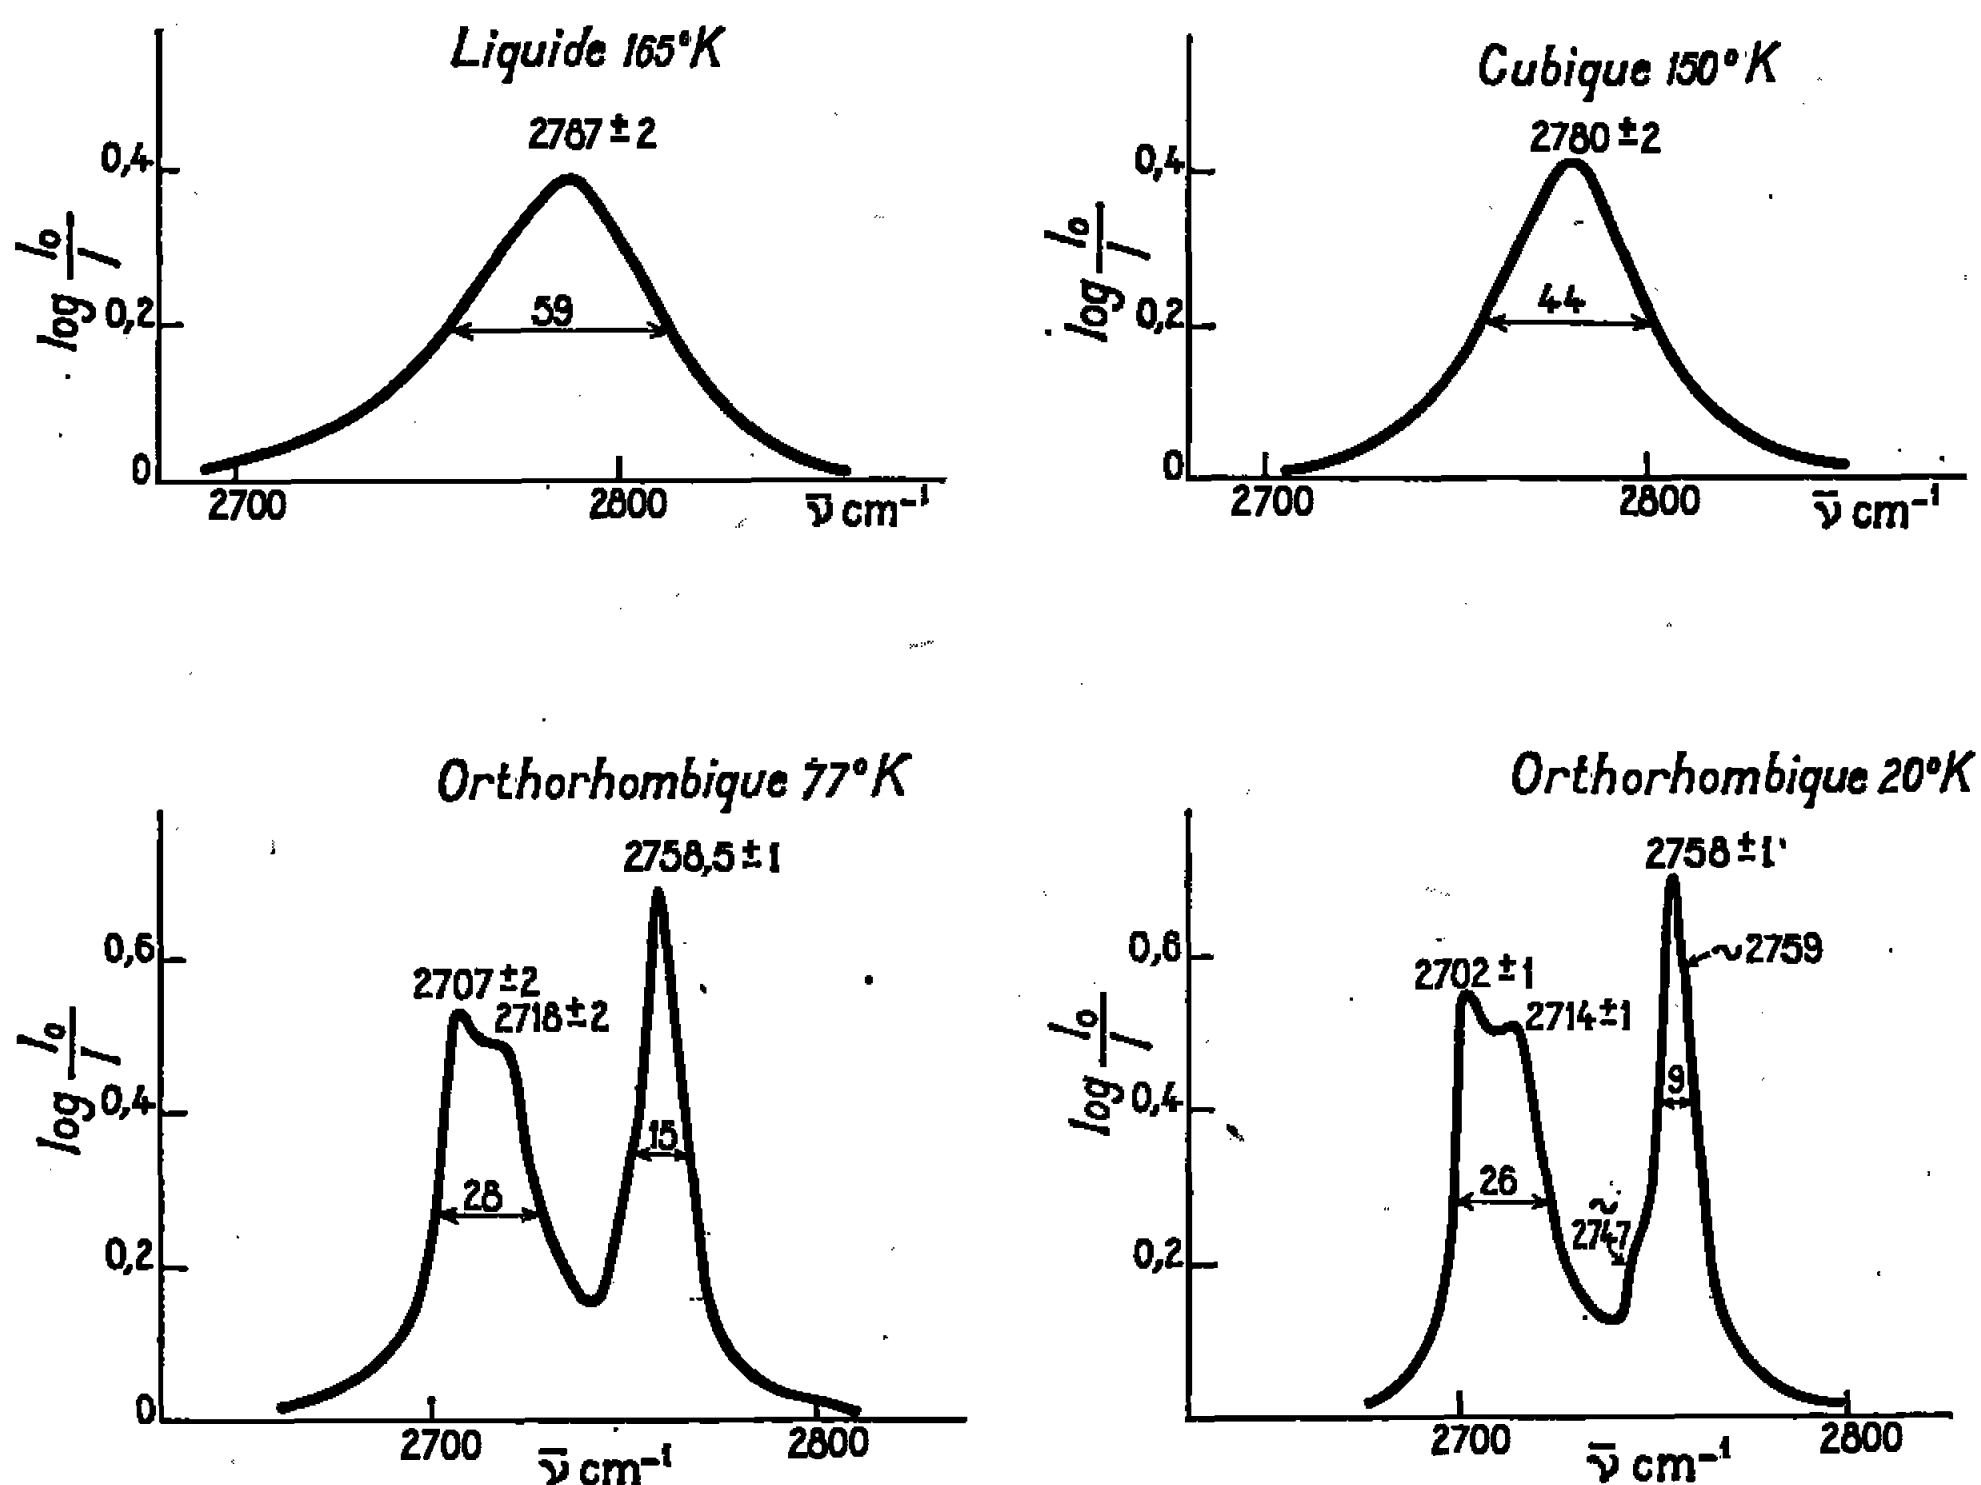 Liquide 165°K
2787 ± 2
0,4
0,2
0
log I₀/I
59
2700
2800
ν̄ cm⁻¹
Cubique 150°K
2780 ± 2
0,4
0,2
0
log I₀/I
44
2700
2800
ν̄ cm⁻¹
Orthorhombique 77°K
2758,5 ± 1
2707 ± 2
2718 ± 2
0,6
0,4
0,2
0
log I₀/I
15
28
2700
2800
ν̄ cm⁻¹
Orthorhombique 20°K
2758 ± 1
~2759
2702 ± 1
2714 ± 1
0,6
0,4
0,2
log I₀/I
9
26
~
2747
2700
2800
ν̄ cm⁻¹